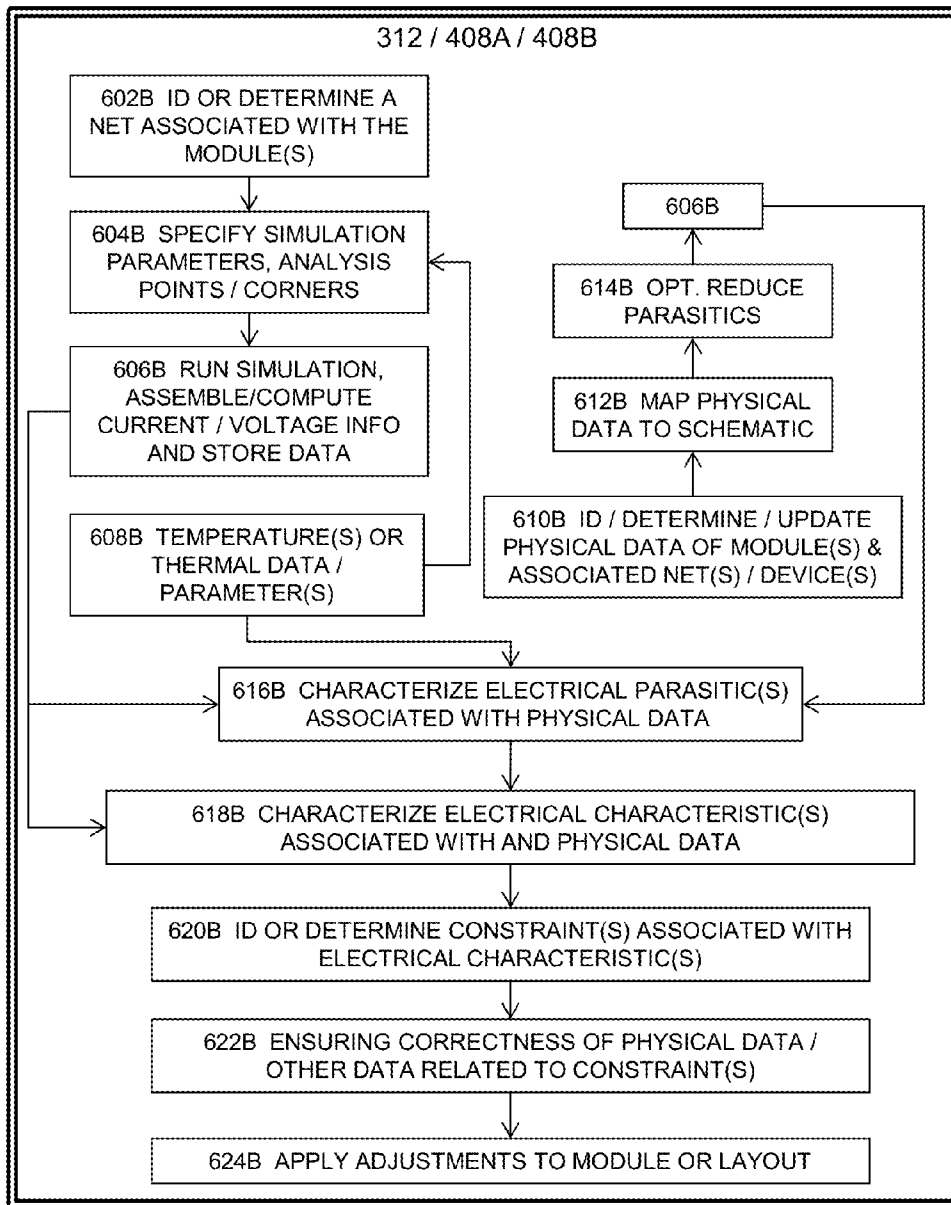 312 / 408A / 408B
602B ID OR DETERMINE A
NET ASSOCIATED WITH THE
MODULE(S)
604B SPECIFY SIMULATION
PARAMETERS, ANALYSIS
POINTS / CORNERS
606B RUN SIMULATION,
ASSEMBLE/COMPUTE
CURRENT / VOLTAGE INFO
AND STORE DATA
608B TEMPERATURE(S) OR
THERMAL DATA /
PARAMETER(S)
606B
614B OPT. REDUCE
PARASITICS
612B MAP PHYSICAL
DATA TO SCHEMATIC
610B ID / DETERMINE / UPDATE
PHYSICAL DATA OF MODULE(S) &
ASSOCIATED NET(S) / DEVICE(S)
616B CHARACTERIZE ELECTRICAL PARASITIC(S)
ASSOCIATED WITH PHYSICAL DATA
618B CHARACTERIZE ELECTRICAL CHARACTERISTIC(S)
ASSOCIATED WITH AND PHYSICAL DATA
620B ID OR DETERMINE CONSTRAINT(S) ASSOCIATED WITH
ELECTRICAL CHARACTERISTIC(S)
622B ENSURING CORRECTNESS OF PHYSICAL DATA /
OTHER DATA RELATED TO CONSTRAINT(S)
624B APPLY ADJUSTMENTS TO MODULE OR LAYOUT